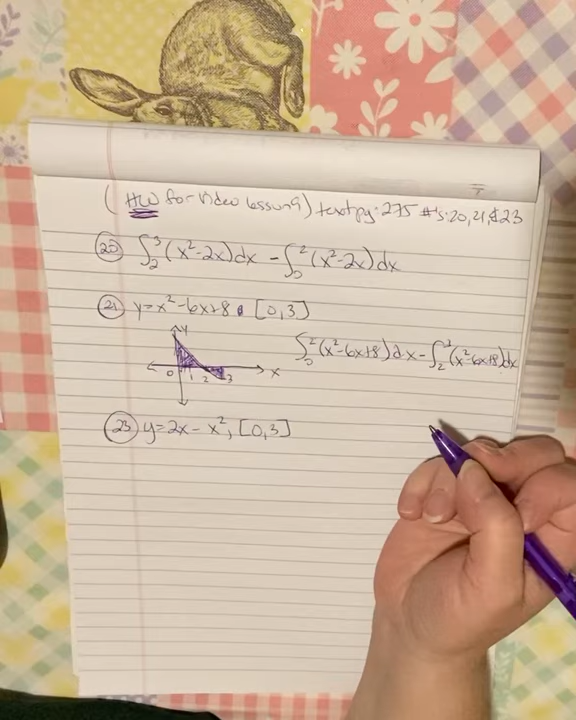 (HW for video lesson 9) text pg. 275 #'s 20, 21, & 23
20 ∫₂³(x²-2x)dx - ∫₀²(x²-2x)dx
21 y=x²-6x+8 [0,3]
y
∫₀²(x²-6x+8)dx - ∫₂³(x²-6x+8)dx
0 1 2 3 x
23 y=2x-x², [0,3]